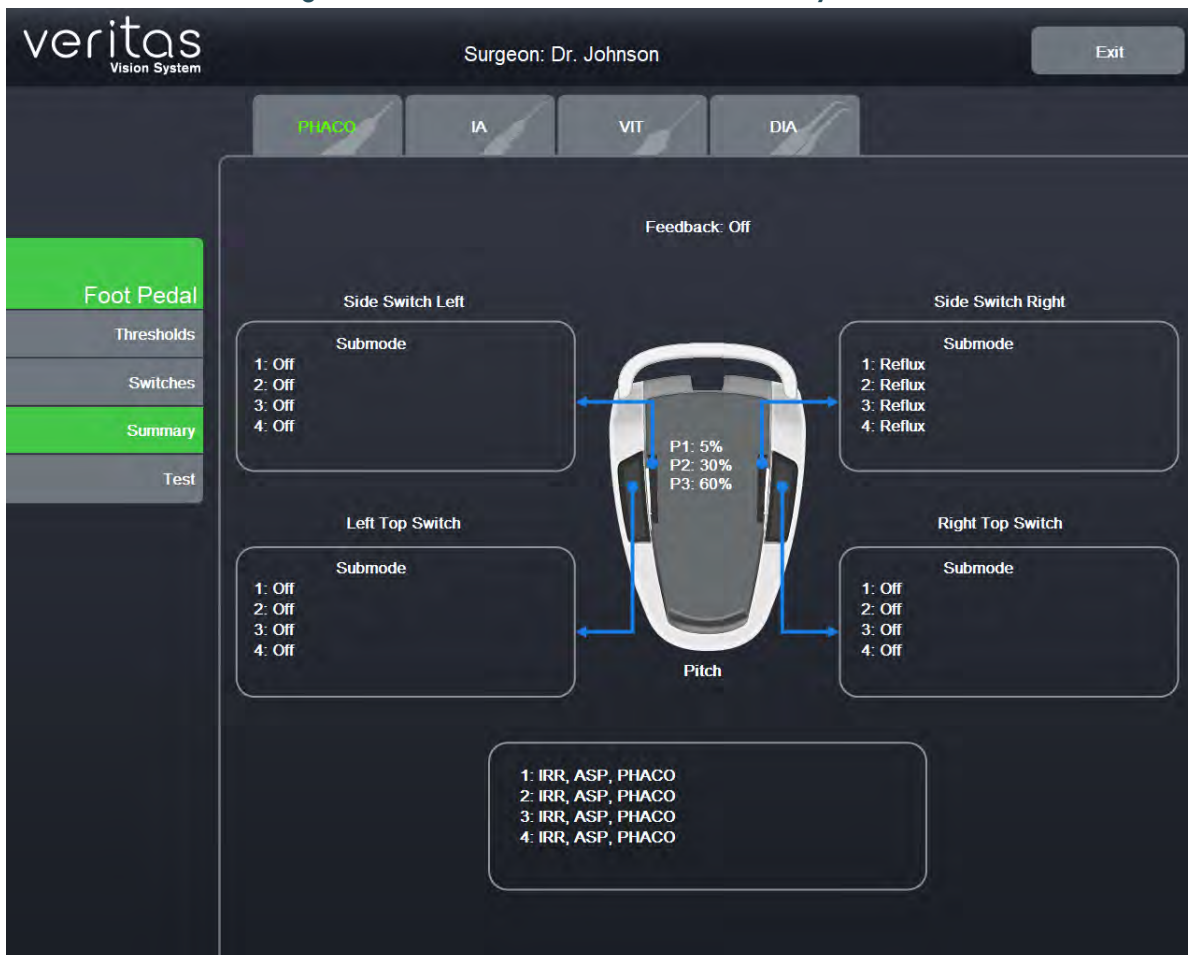 veritas
Vision System
Surgeon: Dr. Johnson
Exit
PHACO
IA
VIT
DIA
Feedback: Off
Foot Pedal
Thresholds
Switches
Summary
Test
Side Switch Left
Submode
1: Off
2: Off
3: Off
4: Off
Side Switch Right
Submode
1: Reflux
2: Reflux
3: Reflux
4: Reflux
P1: 5%
P2: 30%
P3: 60%
Left Top Switch
Submode
1: Off
2: Off
3: Off
4: Off
Right Top Switch
Submode
1: Off
2: Off
3: Off
4: Off
Pitch
1: IRR, ASP, PHACO
2: IRR, ASP, PHACO
3: IRR, ASP, PHACO
4: IRR, ASP, PHACO